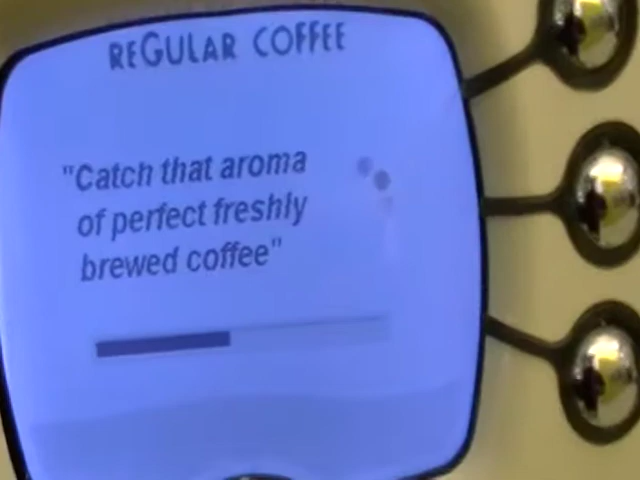 REGULAR COFFEE
"Catch that aroma
of perfect freshly
brewed coffee"